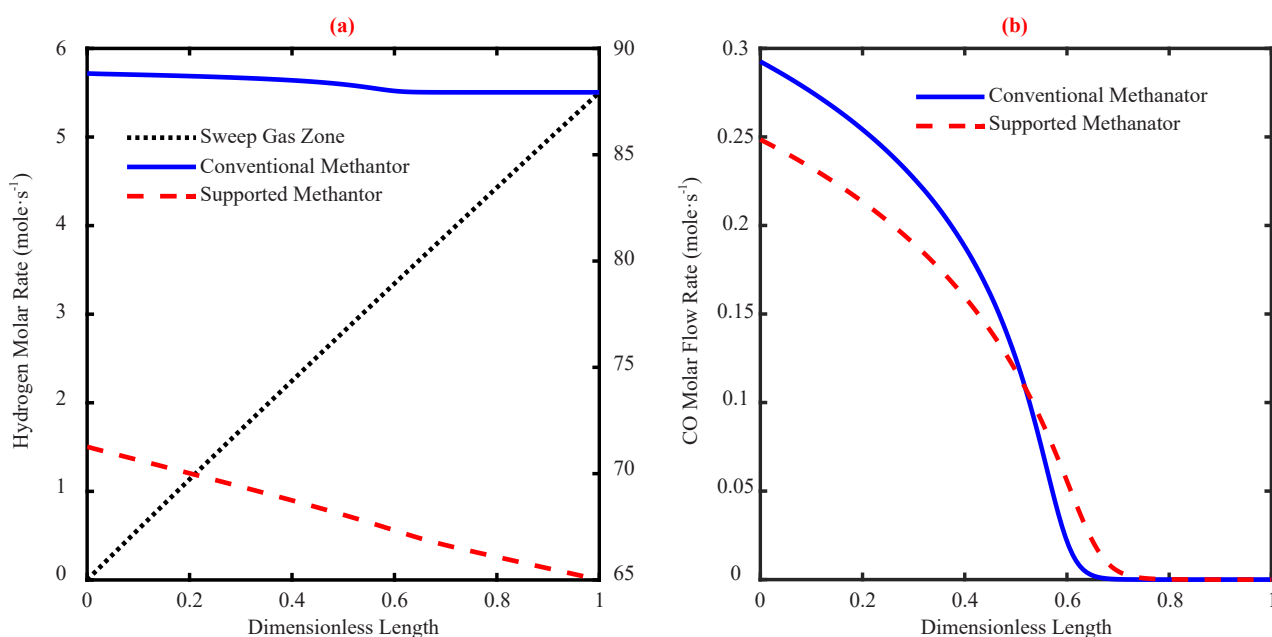 (a)
Hydrogen Molar Rate (mole·s⁻¹)
6
5
4
3
2
1
0
90
85
80
75
70
65
Sweep Gas Zone
Conventional Methantor
Supported Methantor
0 0.2 0.4 0.6 0.8 1
Dimensionless Length
(b)
CO Molar Flow Rate (mole·s⁻¹)
0.3
0.25
0.2
0.15
0.1
0.05
0
Conventional Methanator
Supported Methanator
0 0.2 0.4 0.6 0.8 1
Dimensionless Length